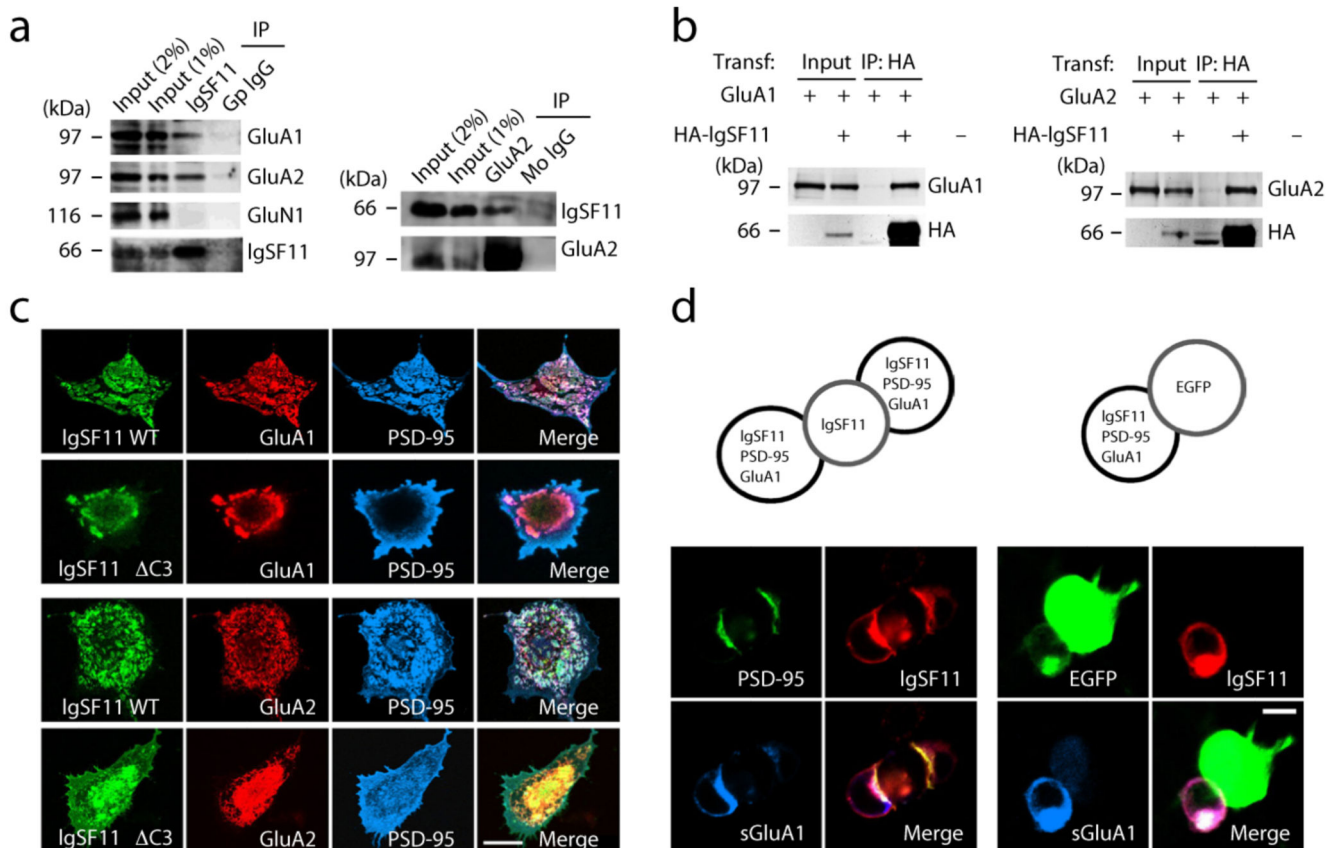 a
IP
Input (2%)
Input (1%)
IgSF11
Gp IgG
(kDa)
97 – GluA1
97 – GluA2
116 – GluN1
66 – IgSF11
IP
Input (2%)
Input (1%)
GluA2
Mo IgG
(kDa)
66 – IgSF11
97 – GluA2
b
Transf: Input IP: HA
GluA1 + + + +
HA-IgSF11 + + –
(kDa)
97 – GluA1
66 – HA
Transf: Input IP: HA
GluA2 + + + +
HA-IgSF11 + + –
(kDa)
97 – GluA2
66 – HA
c
IgSF11 WT GluA1 PSD-95 Merge
IgSF11 ΔC3 GluA1 PSD-95 Merge
IgSF11 WT GluA2 PSD-95 Merge
IgSF11 ΔC3 GluA2 PSD-95 Merge
d
IgSF11
PSD-95
GluA1
IgSF11
IgSF11
PSD-95
GluA1
EGFP
IgSF11
PSD-95
GluA1
PSD-95 IgSF11
sGluA1 Merge
EGFP IgSF11
sGluA1 Merge